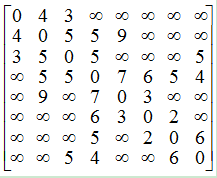 0 4 3 ∞ ∞ ∞ ∞ ∞
4 0 5 5 9 ∞ ∞ ∞
3 5 0 5 ∞ ∞ ∞ 5
∞ 5 5 0 7 6 5 4
∞ 9 ∞ 7 0 3 ∞ ∞
∞ ∞ ∞ 6 3 0 2 ∞
∞ ∞ ∞ 5 ∞ 2 0 6
∞ ∞ 5 4 ∞ ∞ 6 0